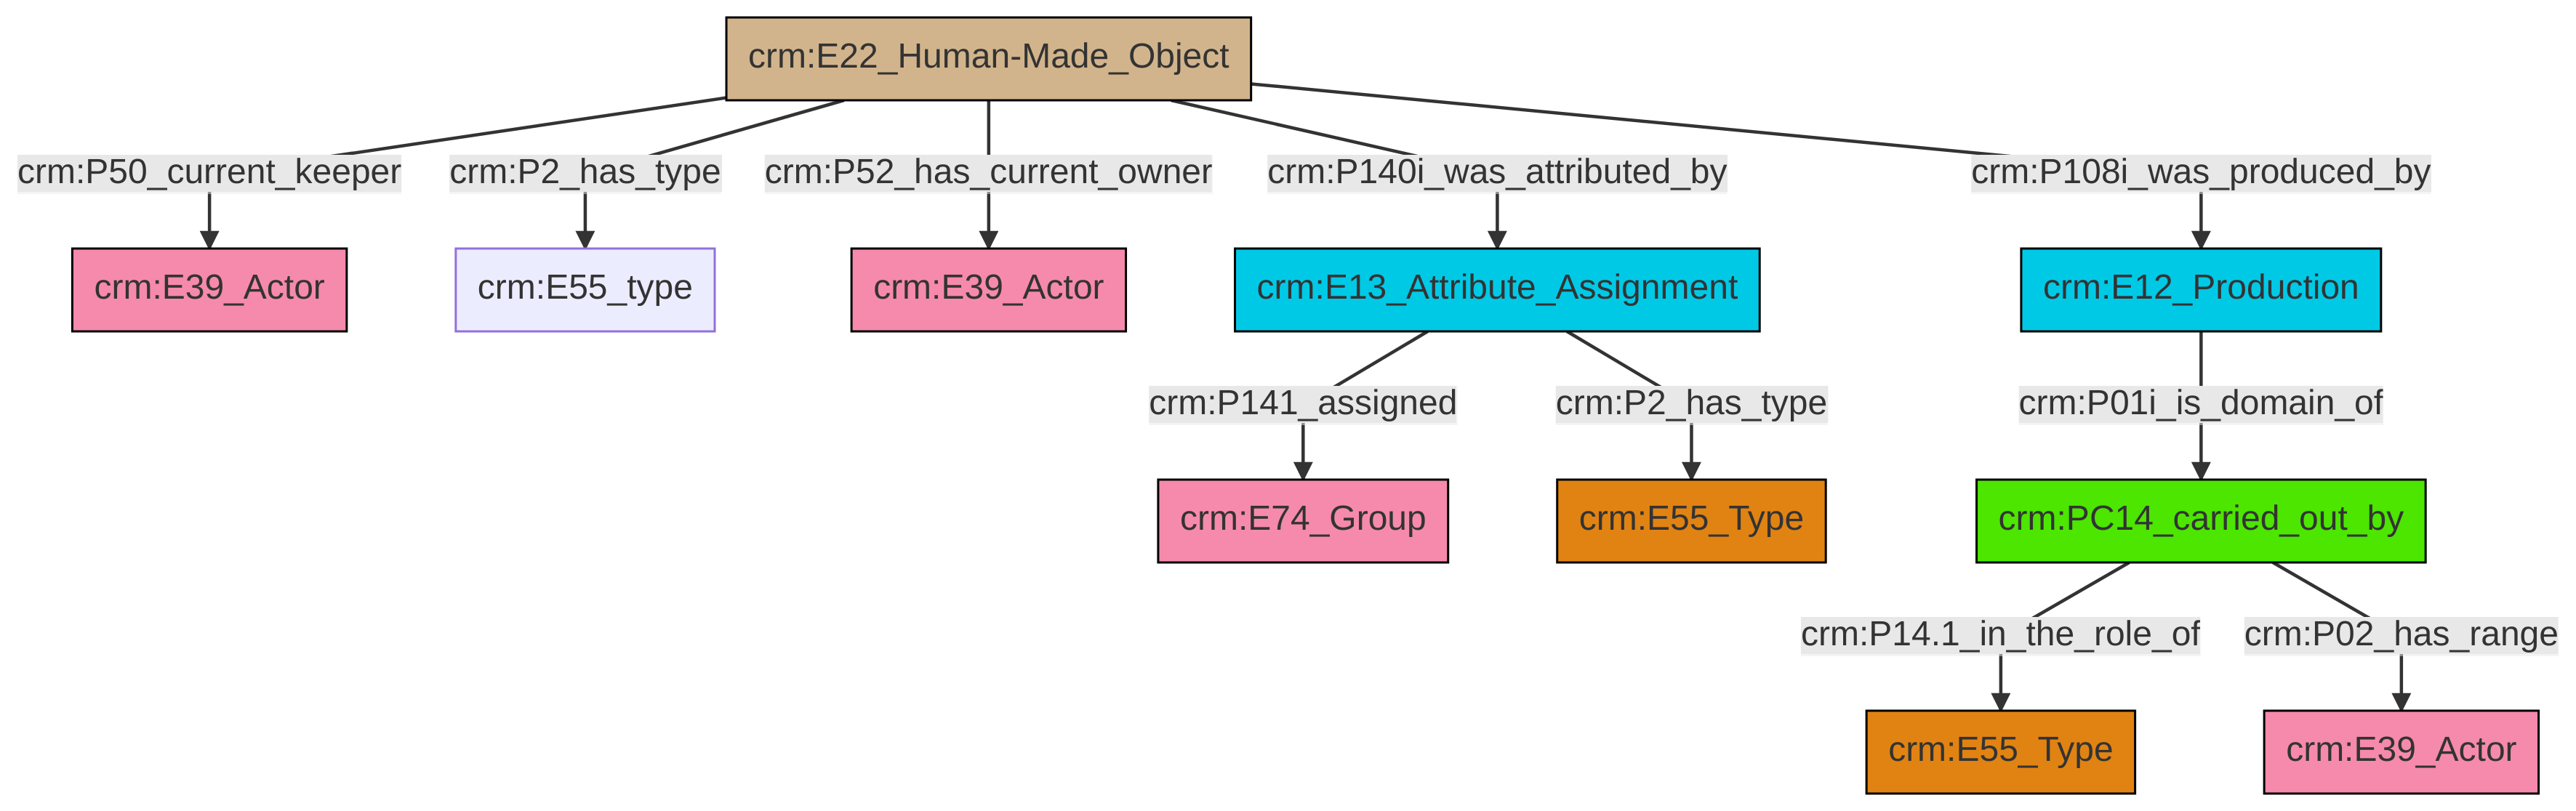 crm:E22_Human-Made_Object
crm:P50_current_keeper
crm:P2_has_type
crm:P52_has_current_owner
crm:P140i_was_attributed_by
crm:P108i_was_produced_by
crm:E39_Actor
crm:E55_type
crm:E39_Actor
crm:E13_Attribute_Assignment
crm:E12_Production
crm:P141_assigned
crm:P2_has_type
crm:P01i_is_domain_of
crm:E74_Group
crm:E55_Type
crm:PC14_carried_out_by
crm:P14.1_in_the_role_of
crm:P02_has_range
crm:E55_Type
crm:E39_Actor